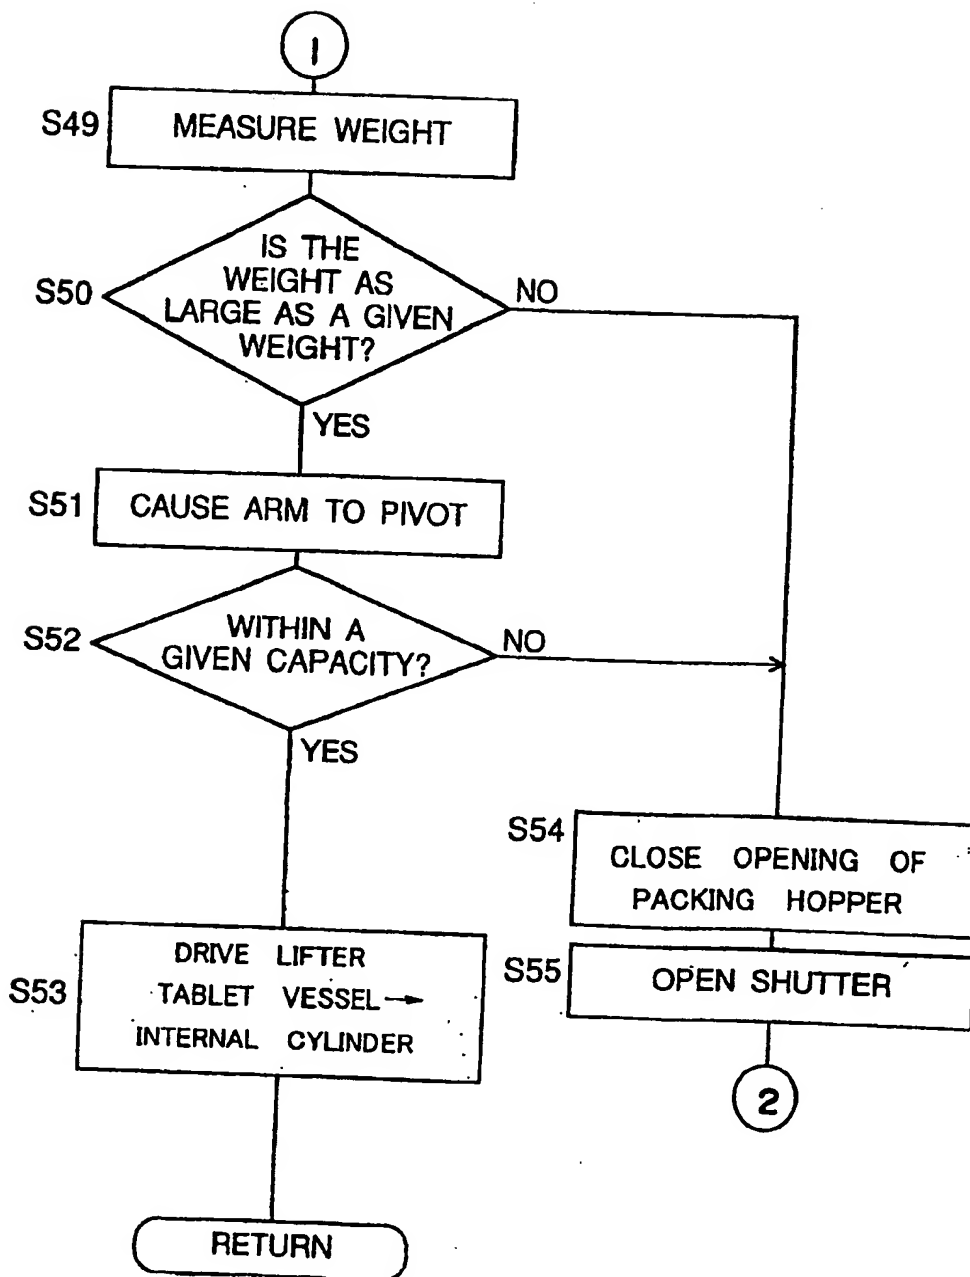 1
S49
MEASURE WEIGHT
S50
IS THE
WEIGHT AS
LARGE AS A GIVEN
WEIGHT?
NO
YES
S51
CAUSE ARM TO PIVOT
S52
WITHIN A
GIVEN CAPACITY?
NO
YES
S54
CLOSE OPENING OF
PACKING HOPPER
S53
DRIVE LIFTER
TABLET VESSEL →
INTERNAL CYLINDER
S55
OPEN SHUTTER
2
RETURN